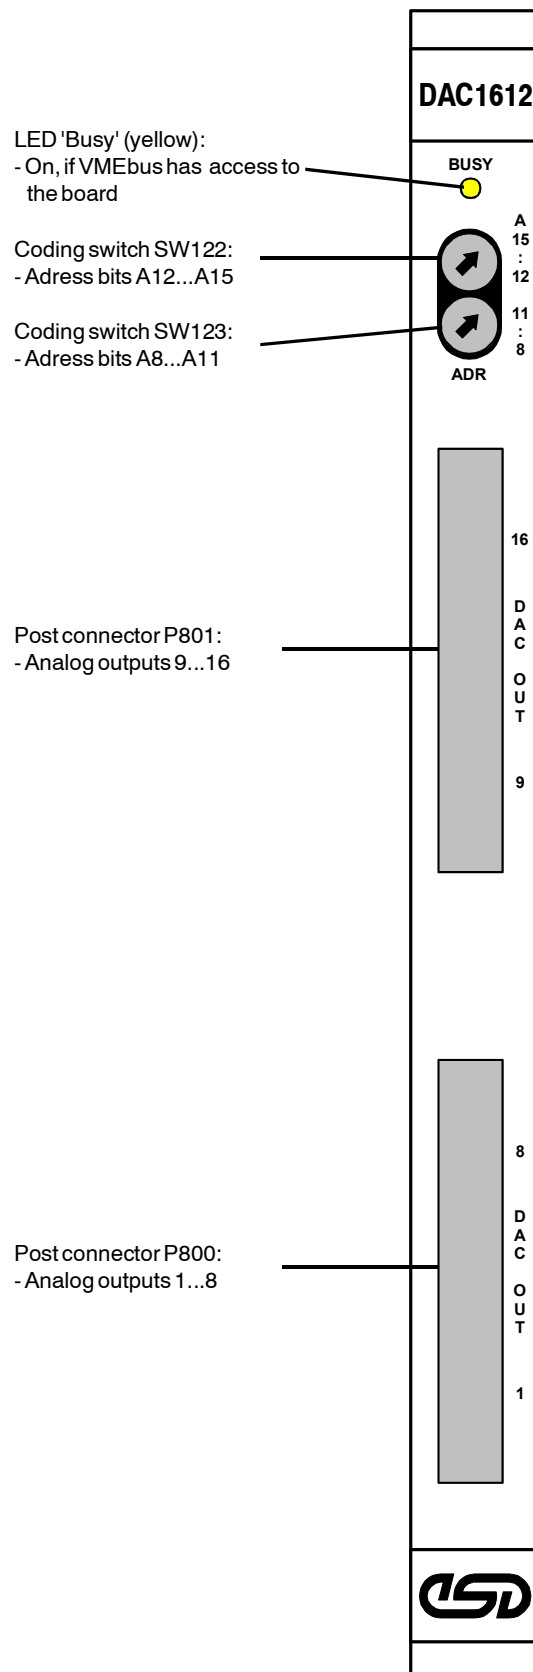 DAC1612
LED 'Busy' (yellow):
- On, if VMEbus has access to
the board
BUSY
Coding switch SW122:
- Adress bits A12...A15
Coding switch SW123:
- Adress bits A8...A11
A
15
:
12
11
:
8
ADR
16
D
A
C
O
U
T
9
Post connector P801:
- Analog outputs 9...16
8
D
A
C
O
U
T
1
Post connector P800:
- Analog outputs 1...8
esd